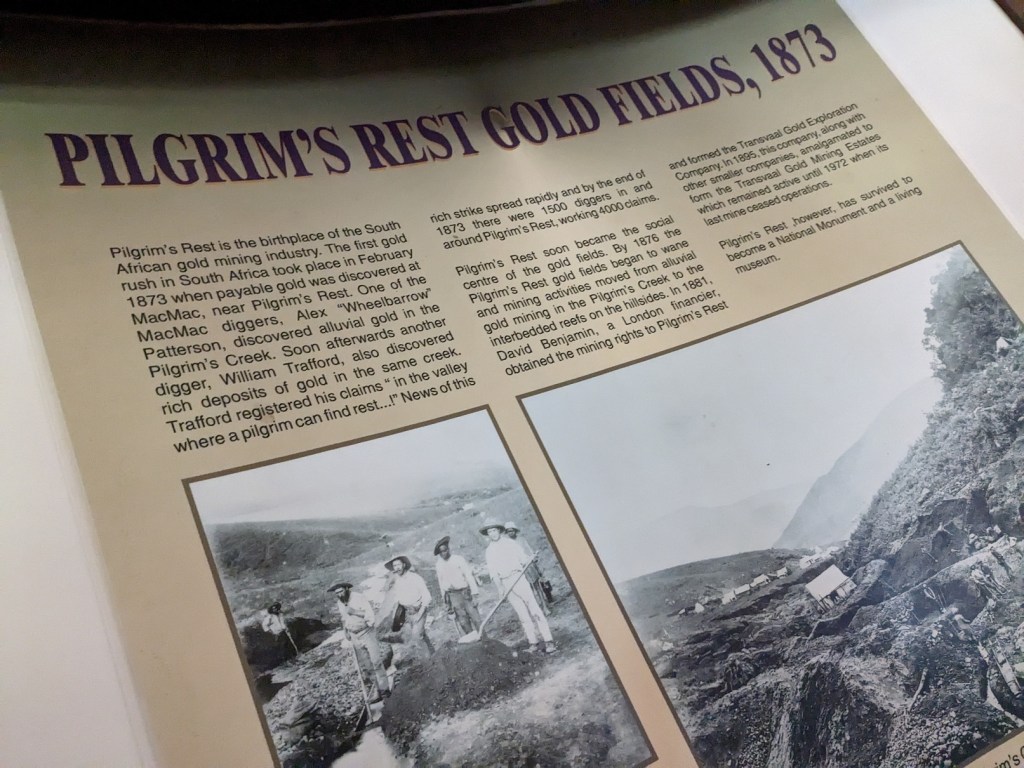 PILGRIM'S REST GOLD FIELDS, 1873
Pilgrim's Rest is the birthplace of the South
African gold mining industry. The first gold
rush in South Africa took place in February
1873 when payable gold was discovered at
MacMac, near Pilgrim's Rest. One of the
MacMac diggers, Alex "Wheelbarrow"
Patterson, discovered alluvial gold in the
Pilgrim's Creek. Soon afterwards another
digger, William Trafford, also discovered
rich deposits of gold in the same creek.
Trafford registered his claims " in the valley
where a pilgrim can find rest...!" News of this
rich strike spread rapidly and by the end of
1873 there were 1500 diggers in and
around Pilgrim's Rest, working 4000 claims.
Pilgrim's Rest soon became the social
centre of the gold fields. By 1876 the
Pilgrim's Rest gold fields began to wane
and mining activities moved from alluvial
gold mining in the Pilgrim's Creek to the
interbedded reefs on the hillsides. In 1881,
David Benjamin, a London financier,
obtained the mining rights to Pilgrim's Rest
and formed the Transvaal Gold Exploration
Company. In 1895, this company, along with
other smaller companies, amalgamated to
form the Transvaal Gold Mining Estates
which remained active until 1972 when its
last mine ceased operations.
Pilgrim's Rest ,however, has survived to
become a National Monument and a living
museum.